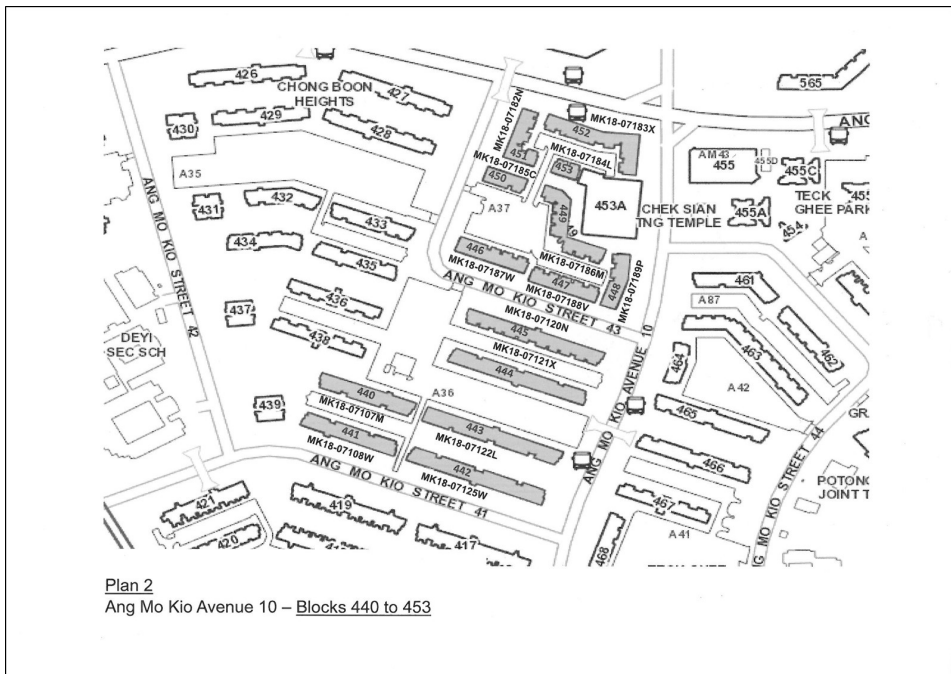 426
CHONG BOON
HEIGHTS
427
430
429
428
565
MK18-07182N
452
MK18-07183X
451
MK18-07184L
453
MK18-07185C
450
AM43
455
455D
455C
TECK
GHEE PARK
A35
ANG MO KIO STREET 42
431
432
433
434
435
A37
449
453A
CHEK SIAN
TNG TEMPLE
455A
454
446
MK18-07187W
MK18-07186M
447
MK18-07188V
448
MK18-07189P
ANG MO KIO STREET 43
461
A87
436
437
438
DEYI
SEC SCH
MK18-07120N
445
MK18-07121X
444
ANG MO KIO AVENUE 10
464
463
462
A42
440
A36
439
MK18-07107M
441
MK18-07108W
443
MK18-07122L
442
MK18-07125W
465
466
ANG MO KIO STREET 41
ANG MO KIO STREET 44
POTONG
JOINT T
421
420
419
417
467
468
A41
Plan 2
Ang Mo Kio Avenue 10 – Blocks 440 to 453